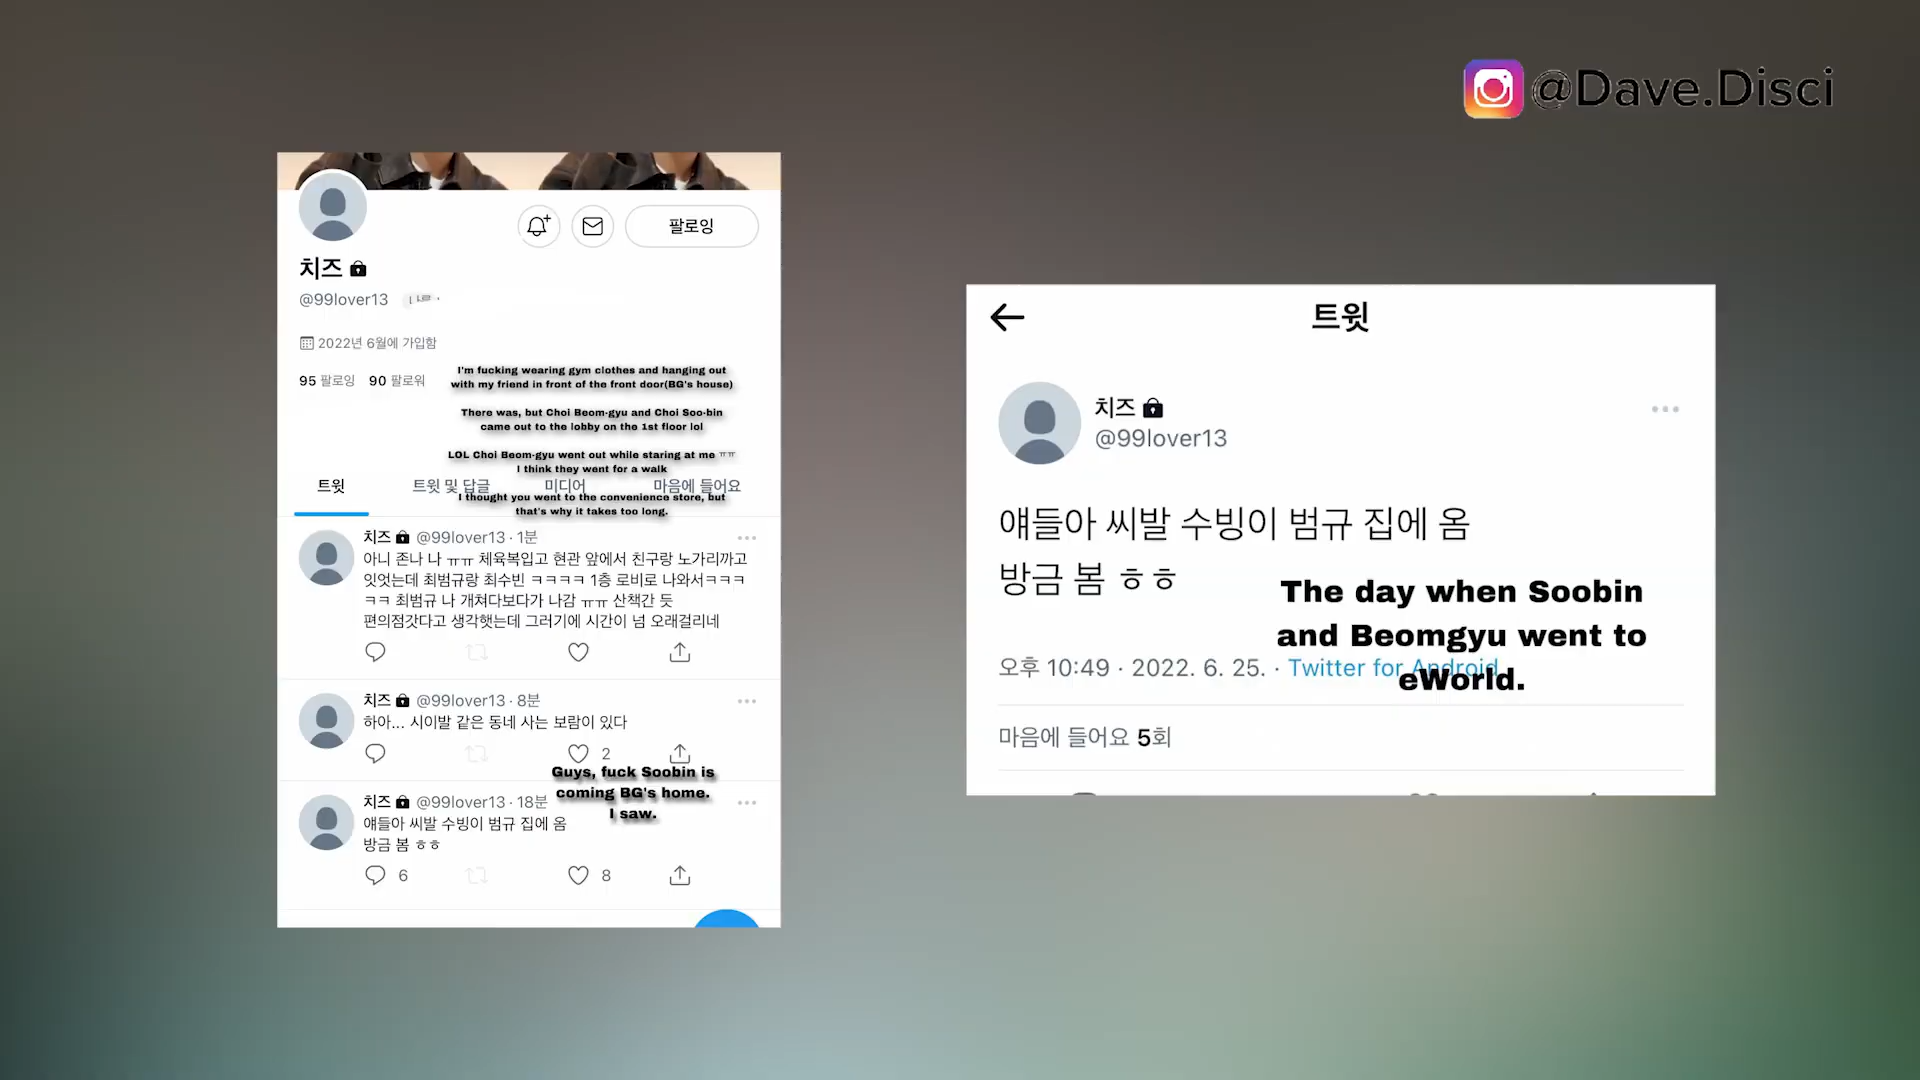 @Dave.Disci
팔로잉
치즈
@99lover13
2022년 6월에 가입함
95 팔로잉 90 팔로워
I'm fucking wearing gym clothes and hanging out
with my friend in front of the front door(BG's house)
There was, but Choi Beom-gyu and Choi Soo-bin
came out to the lobby on the 1st floor lol
LOL Choi Beom-gyu went out while staring at me ㅠㅠ
I think they went for a walk
트윗 트윗 및 답글 미디어 마음에 들어요
I thought you went to the convenience store, but
that's why it takes too long.
치즈 @99lover13 · 1분
아니 존나 나 ㅠㅠ 체육복입고 현관 앞에서 친구랑 노가리까고
잇엇는데 최범규랑 최수빈 ㅋㅋㅋㅋ 1층 로비로 나와서ㅋㅋㅋ
ㅋㅋ 최범규 나 개쳐다보다가 나감 ㅠㅠ 산책간 듯
편의점갓다고 생각햇는데 그러기에 시간이 넘 오래걸리네
치즈 @99lover13 · 8분
하아... 시이발 같은 동네 사는 보람이 있다
2
Guys, fuck Soobin is
coming BG's home.
I saw.
치즈 @99lover13 · 18분
얘들아 씨발 수빙이 범규 집에 옴
방금 봄 ㅎㅎ
6 8
트윗
치즈
@99lover13
얘들아 씨발 수빙이 범규 집에 옴
방금 봄 ㅎㅎ
The day when Soobin
and Beomgyu went to
eWorld.
오후 10:49 · 2022. 6. 25. · Twitter for Android
마음에 들어요 5회